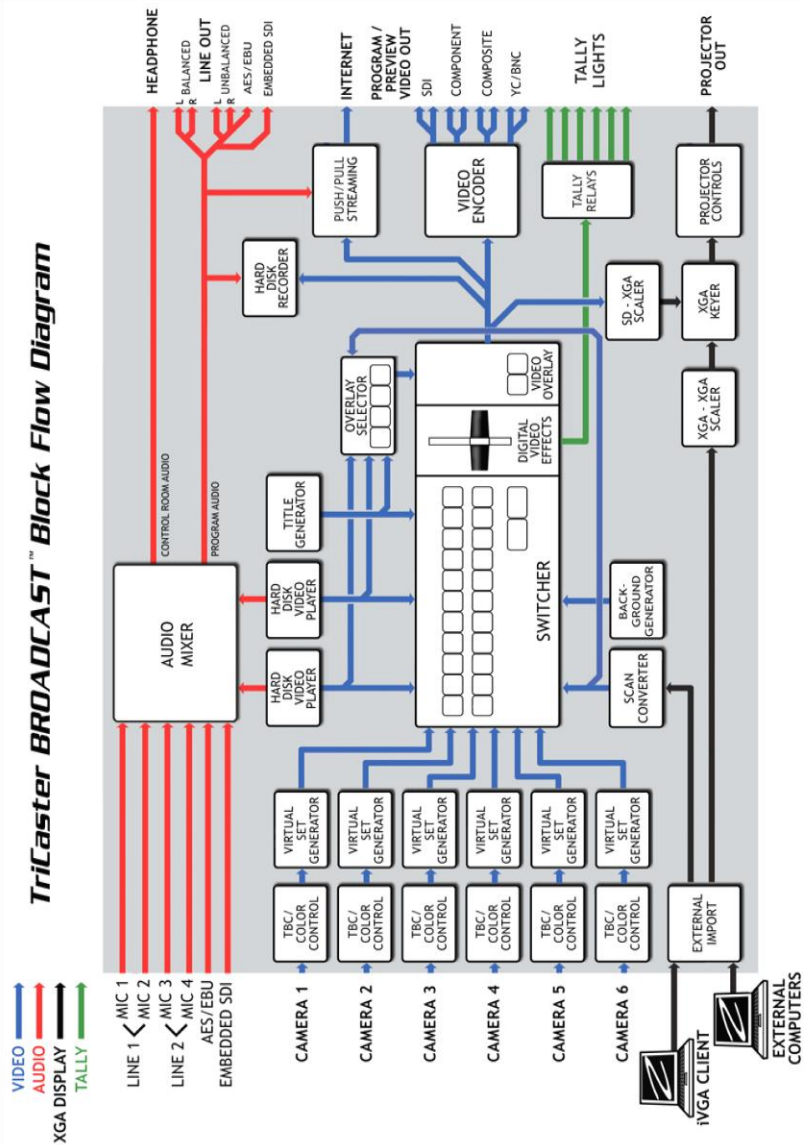 TriCaster BROADCAST™ Block Flow Diagram
VIDEO
AUDIO
XGA DISPLAY
TALLY
LINE 1
MIC 1
MIC 2
LINE 2
MIC 3
MIC 4
AES/EBU
EMBEDDED SDI
AUDIO
MIXER
CONTROL ROOM AUDIO
PROGRAM AUDIO
HEADPHONE
L
R
BALANCED
LINE OUT
L
R
UNBALANCED
AES/EBU
EMBEDDED SDI
HARD
DISK
VIDEO
PLAYER
HARD
DISK
VIDEO
PLAYER
TITLE
GENERATOR
OVERLAY
SELECTOR
HARD
DISK
RECORDER
PUSH/PULL
STREAMING
INTERNET
PROGRAM /
PREVIEW
VIDEO OUT
SDI
COMPONENT
COMPOSITE
YC/BNC
VIDEO
ENCODER
CAMERA 1
TBC/
COLOR
CONTROL
VIRTUAL
SET
GENERATOR
CAMERA 2
TBC/
COLOR
CONTROL
VIRTUAL
SET
GENERATOR
CAMERA 3
TBC/
COLOR
CONTROL
VIRTUAL
SET
GENERATOR
CAMERA 4
TBC/
COLOR
CONTROL
VIRTUAL
SET
GENERATOR
CAMERA 5
TBC/
COLOR
CONTROL
VIRTUAL
SET
GENERATOR
CAMERA 6
TBC/
COLOR
CONTROL
VIRTUAL
SET
GENERATOR
SWITCHER
DIGITAL
VIDEO
EFFECTS
VIDEO
OVERLAY
TALLY
RELAYS
TALLY
LIGHTS
SCAN
CONVERTER
BACK-
GROUND
GENERATOR
SD - XGA
SCALER
iVGA CLIENT
EXTERNAL
COMPUTERS
EXTERNAL
IMPORT
XGA - XGA
SCALER
XGA
KEYER
PROJECTOR
CONTROLS
PROJECTOR
OUT